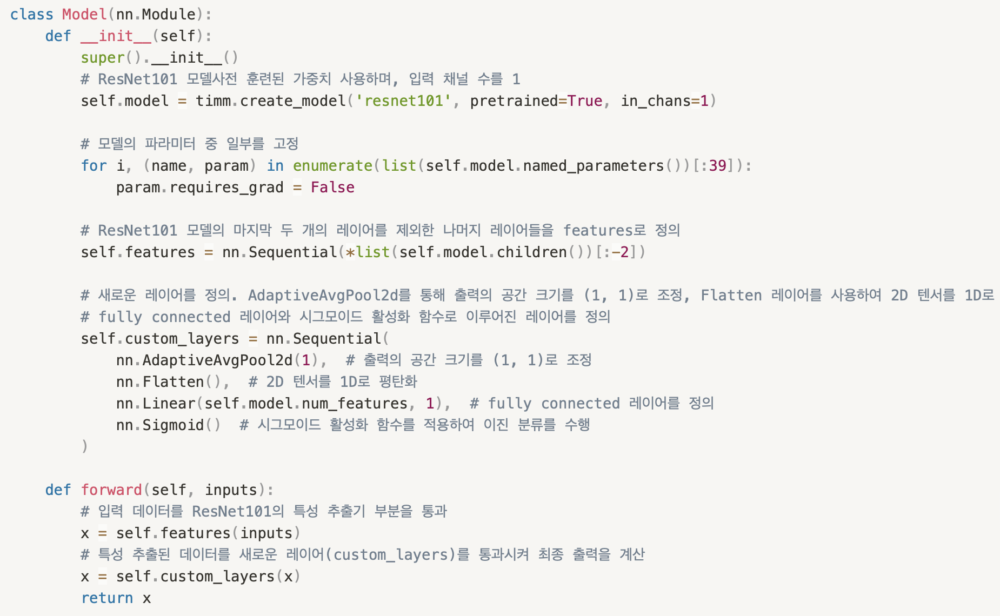 class Model(nn.Module):
    def __init__(self):
        super().__init__()
        # ResNet101 모델사전 훈련된 가중치 사용하며, 입력 채널 수를 1
        self.model = timm.create_model('resnet101', pretrained=True, in_chans=1)

        # 모델의 파라미터 중 일부를 고정
        for i, (name, param) in enumerate(list(self.model.named_parameters())[:39]):
            param.requires_grad = False

        # ResNet101 모델의 마지막 두 개의 레이어를 제외한 나머지 레이어들을 features로 정의
        self.features = nn.Sequential(*list(self.model.children())[:-2])

        # 새로운 레이어를 정의. AdaptiveAvgPool2d를 통해 출력의 공간 크기를 (1, 1)로 조정, Flatten 레이어를 사용하여 2D 텐서를 1D로
        # fully connected 레이어와 시그모이드 활성화 함수로 이루어진 레이어를 정의
        self.custom_layers = nn.Sequential(
            nn.AdaptiveAvgPool2d(1),  # 출력의 공간 크기를 (1, 1)로 조정
            nn.Flatten(),  # 2D 텐서를 1D로 평탄화
            nn.Linear(self.model.num_features, 1),  # fully connected 레이어를 정의
            nn.Sigmoid()  # 시그모이드 활성화 함수를 적용하여 이진 분류를 수행
        )

    def forward(self, inputs):
        # 입력 데이터를 ResNet101의 특성 추출기 부분을 통과
        x = self.features(inputs)
        # 특성 추출된 데이터를 새로운 레이어(custom_layers)를 통과시켜 최종 출력을 계산
        x = self.custom_layers(x)
        return x